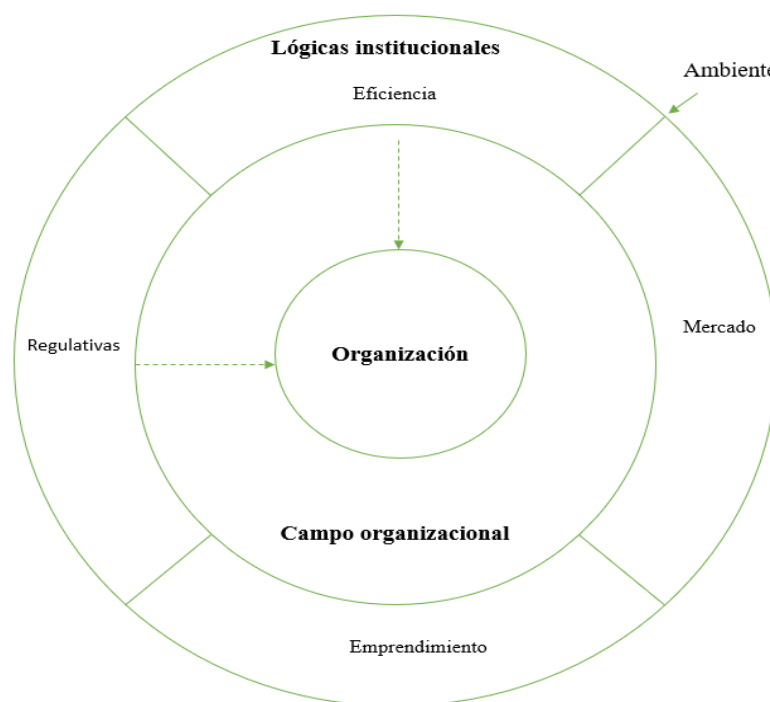 Lógicas institucionales
Ambiente
Eficiencia
Regulativas
Mercado
Organización
Campo organizacional
Emprendimiento